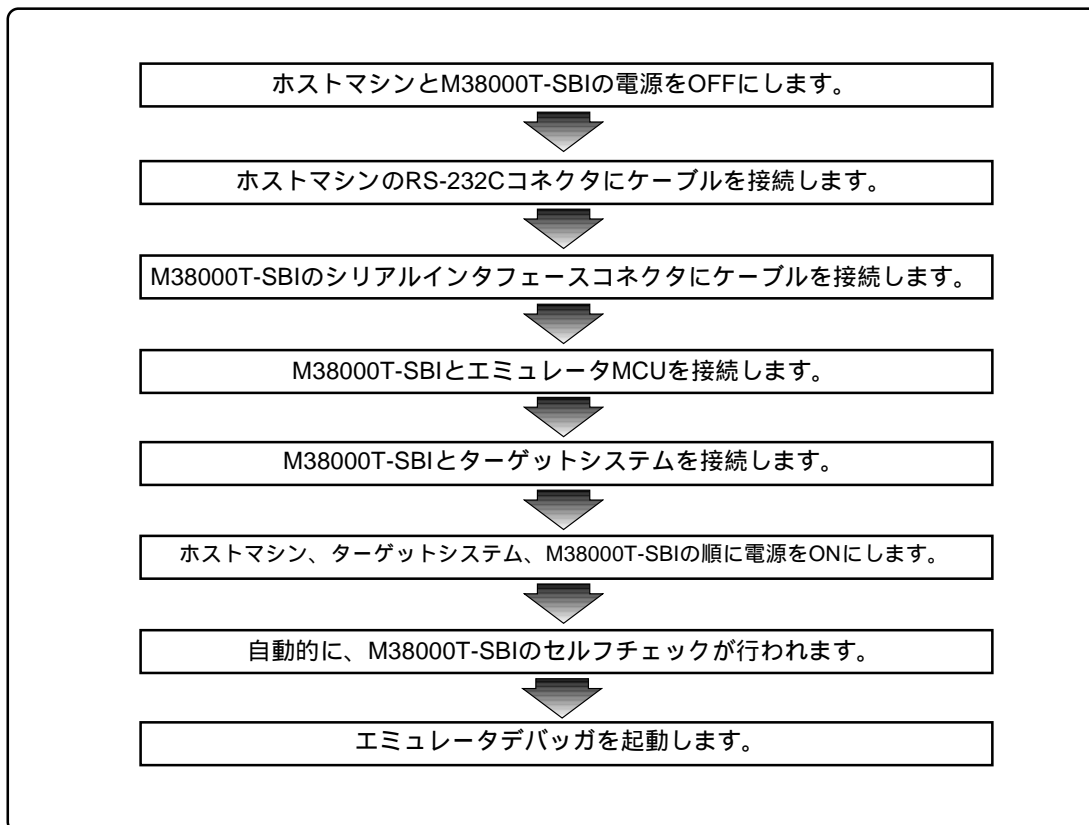 ホストマシンとM38000T-SBIの電源をOFFにします。
ホストマシンのRS-232Cコネクタにケーブルを接続します。
M38000T-SBIのシリアルインタフェースコネクタにケーブルを接続します。
M38000T-SBIとエミュレータMCUを接続します。
M38000T-SBIとターゲットシステムを接続します。
ホストマシン、ターゲットシステム、M38000T-SBIの順に電源をONにします。
自動的に、M38000T-SBIのセルフチェックが行われます。
エミュレータデバッガを起動します。